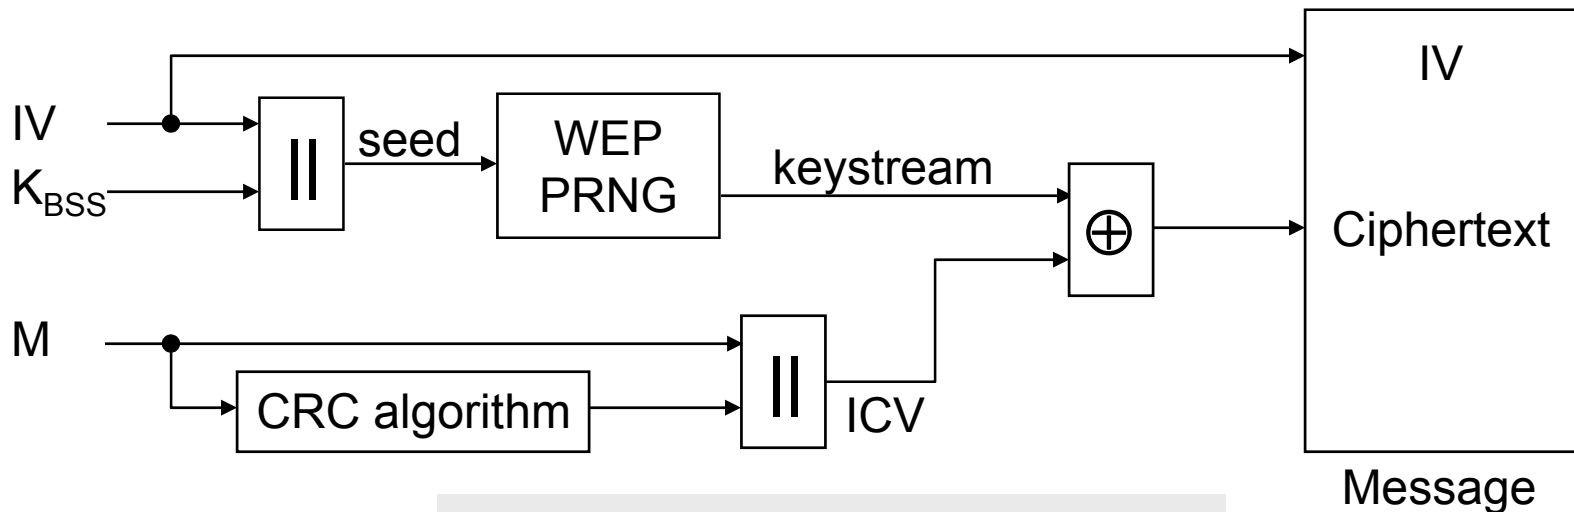 IV
IV
K_BSS
||
seed
WEP
PRNG
keystream
⊕
Ciphertext
M
CRC algorithm
||
ICV
Message